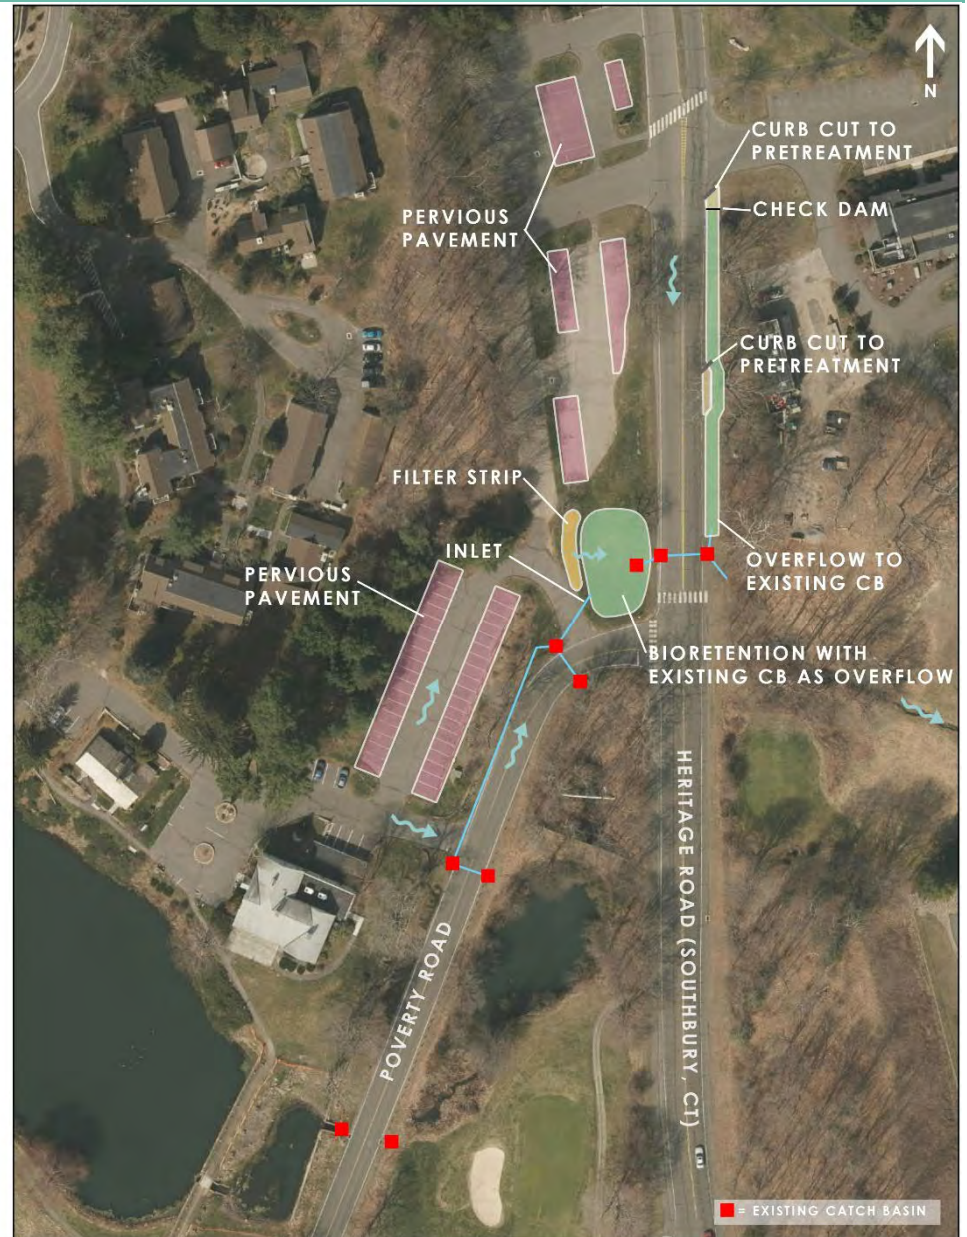 N
CURB CUT TO
PRETREATMENT
CHECK DAM
PERVIOUS
PAVEMENT
CURB CUT TO
PRETREATMENT
FILTER STRIP
INLET
OVERFLOW TO
EXISTING CB
PERVIOUS
PAVEMENT
BIORETENTION WITH
EXISTING CB AS OVERFLOW
HERITAGE ROAD (SOUTHBURY, CT)
POVERTY ROAD
= EXISTING CATCH BASIN